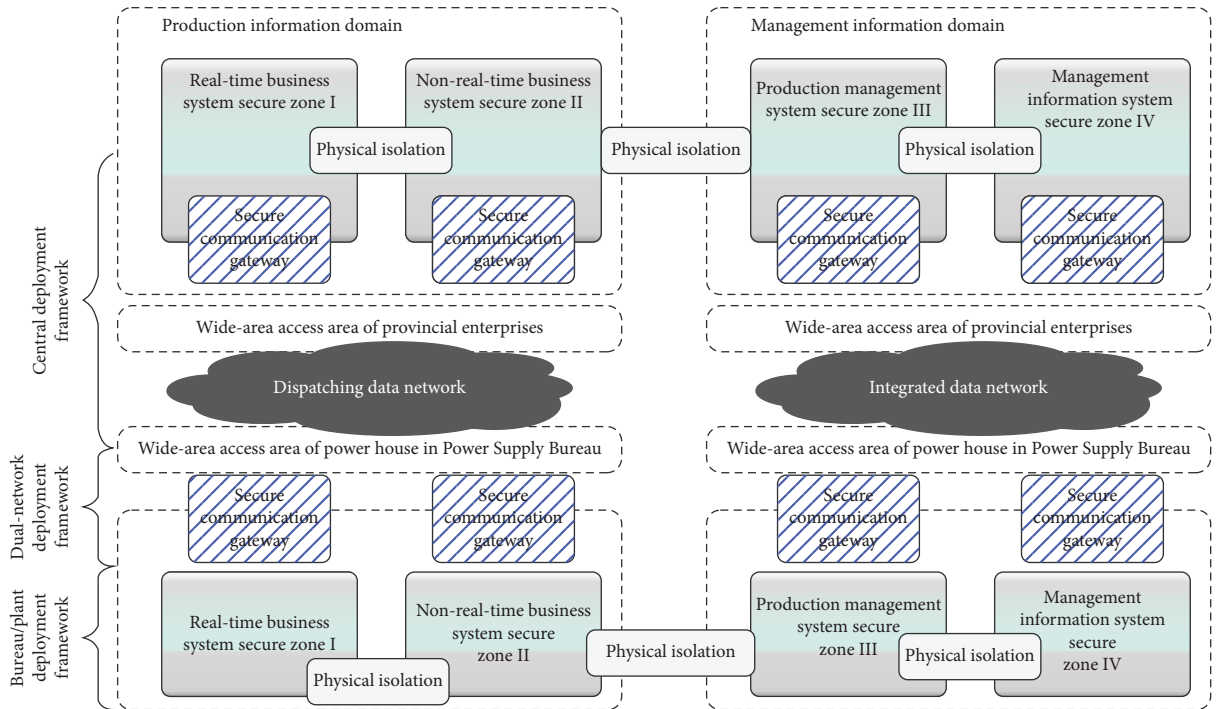 Production information domain
Management information domain
Real-time business
system secure zone I
Non-real-time business
system secure zone II
Production management
system secure zone III
Management
information system
secure zone IV
Physical isolation
Physical isolation
Physical isolation
Secure
communication
gateway
Secure
communication
gateway
Secure
communication
gateway
Secure
communication
gateway
Central deployment
framework
Wide-area access area of provincial enterprises
Wide-area access area of provincial enterprises
Dispatching data network
Integrated data network
Wide-area access area of power house in Power Supply Bureau
Wide-area access area of power house in Power Supply Bureau
Dual-network
deployment
framework
Secure
communication
gateway
Secure
communication
gateway
Secure
communication
gateway
Secure
communication
gateway
Bureau/plant
deployment
framework
Real-time business
system secure zone I
Non-real-time business
system secure
zone II
Production management
system secure
zone III
Management
information system
secure
zone IV
Physical isolation
Physical isolation
Physical isolation